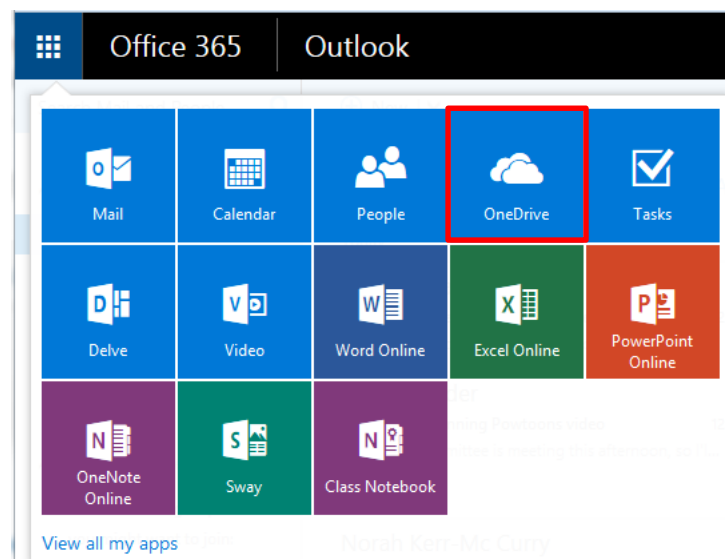 Office 365 Outlook
Mail Calendar People OneDrive Tasks
Delve Video Word Online Excel Online PowerPoint Online
OneNote Online Sway Class Notebook
View all my apps
Norah Kerr-Mc Curry